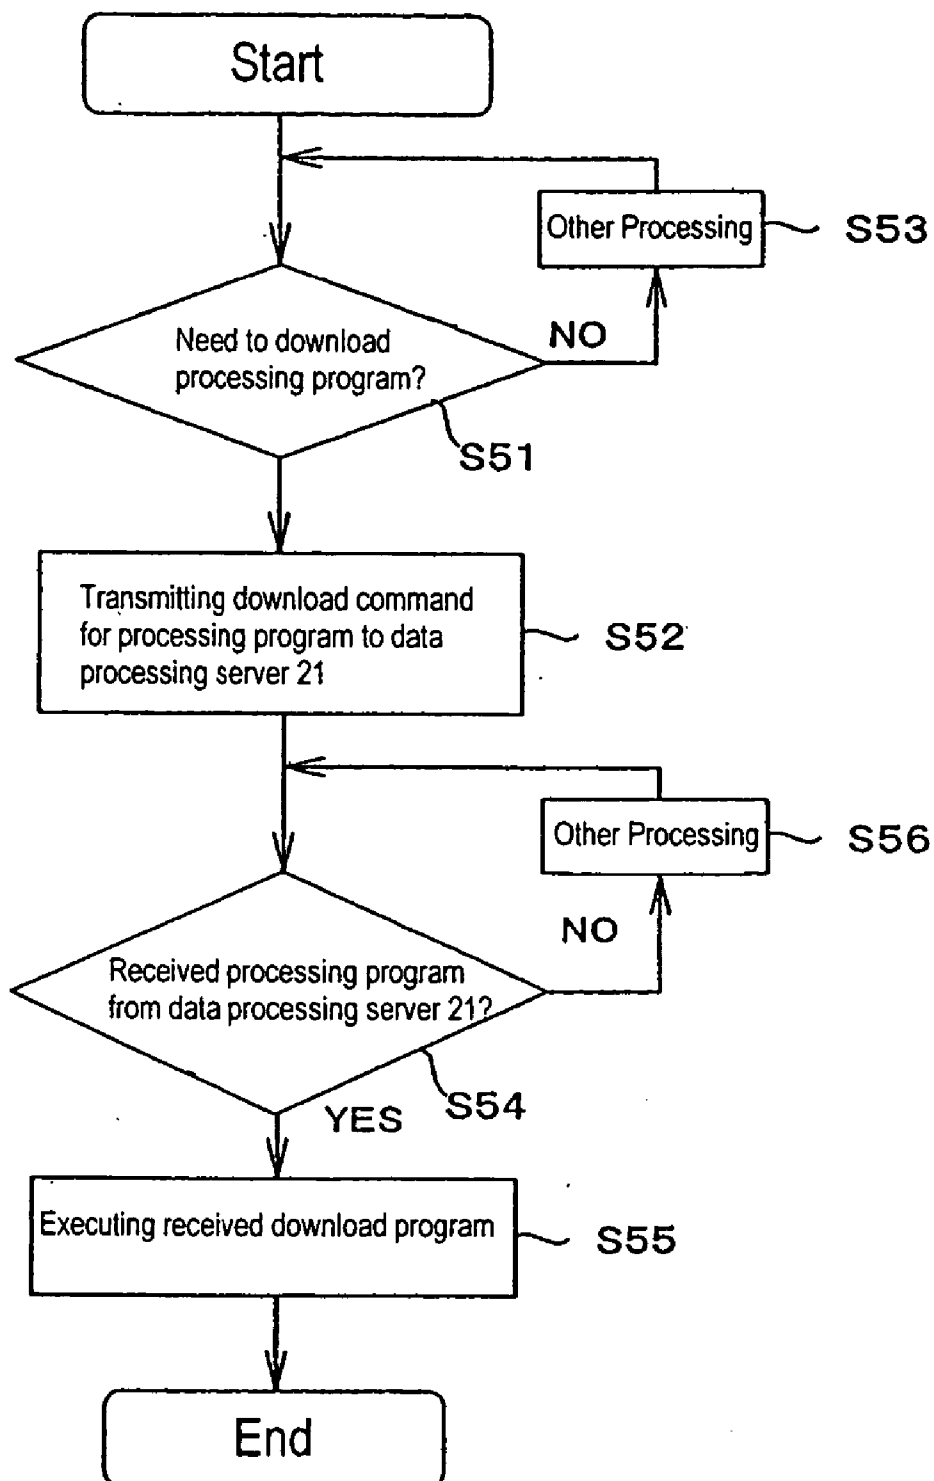 Start
Other Processing
S53
Need to download
processing program?
NO
S51
Transmitting download command
for processing program to data
processing server 21
S52
Other Processing
S56
NO
Received processing program
from data processing server 21?
S54
YES
Executing received download program
S55
End